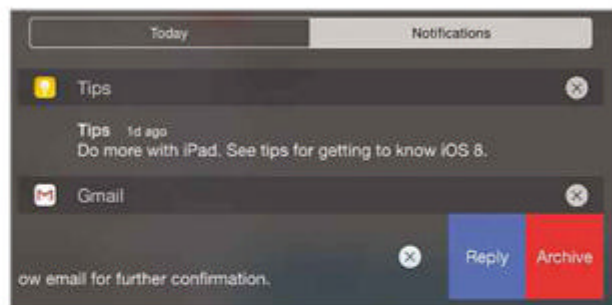 Today
Notifications
Tips
Tips 1d ago
Do more with iPad. See tips for getting to know iOS 8.
Gmail
Reply
Archive
ow email for further confirmation.